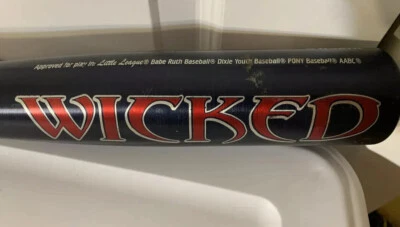 Approved for play in: Little League® Babe Ruth Baseball® Dixie Youth Baseball® PONY Baseball® AABC®
WICKED